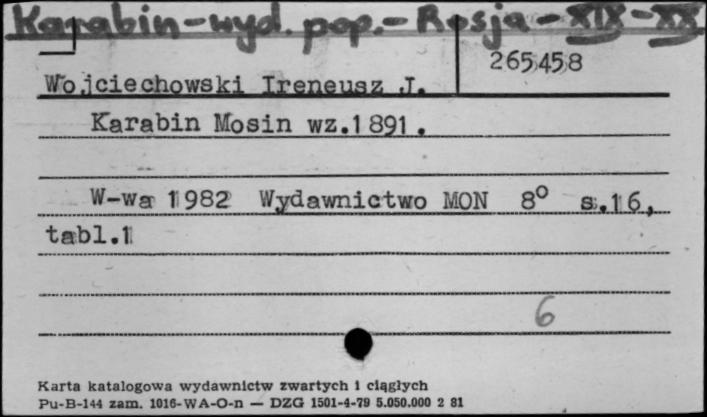 Karabin - wyd. pop. - Rosja - XIX - XX
265458
Wojciechowski Ireneusz J.
Karabin Mosin wz.1891.
W-wa 1982 Wydawnictwo MON 8° s.16,
tabl.1
6
Karta katalogowa wydawnictw zwartych i ciągłych
Pu-B-144 zam. 1016-WA-O-n — DZG 1501-4-79 5.050.000 2 81